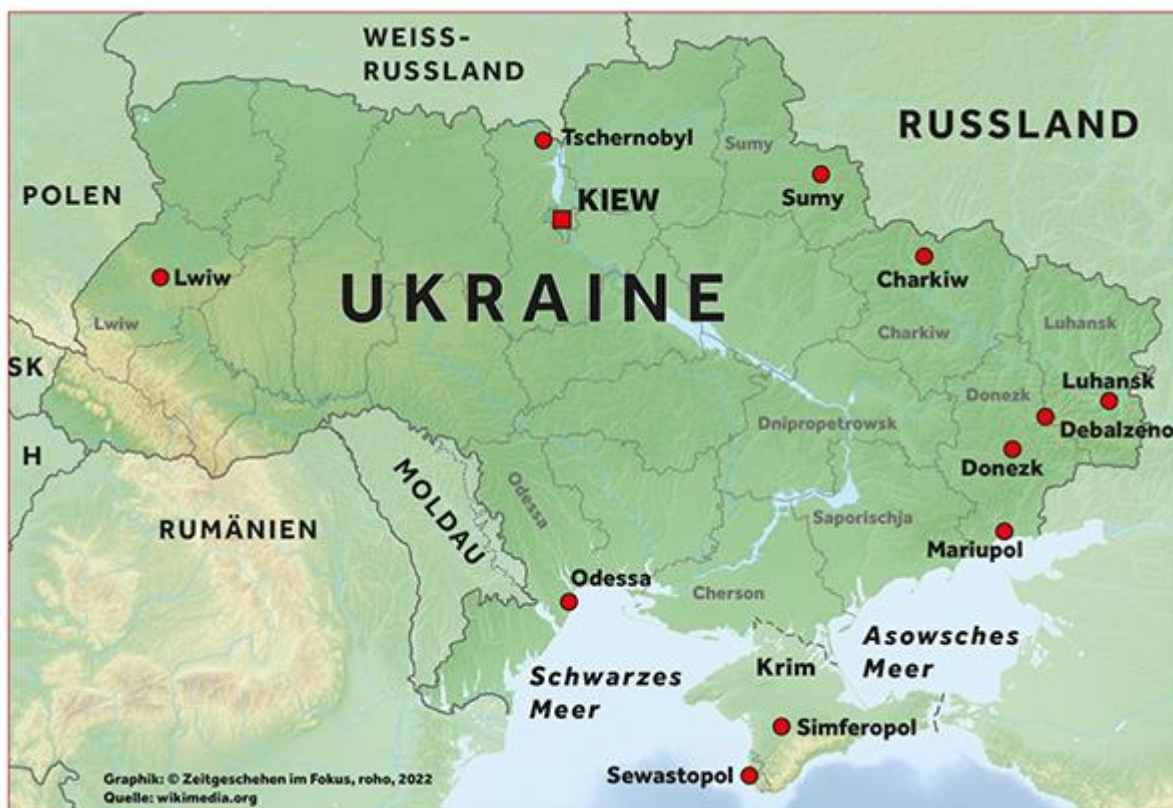 WEISS-
RUSSLAND
RUSSLAND
Tschernobyl
Sumy
POLEN
KIEW
Sumy
Lwiw
UKRAINE
Charkiw
Lwiw
Charkiw
Luhansk
SK
Donezk
Luhansk
Dnipropetrowsk
Debalzeno
H
MOLDAU
Odessa
Donezk
RUMÄNIEN
Saporischja
Mariupol
Odessa
Cherson
Asowsches
Meer
Schwarzes
Meer
Krim
Simferopol
Sewastopol
Graphik: © Zeitgeschehen im Fokus, roho, 2022
Quelle: wikimedia.org